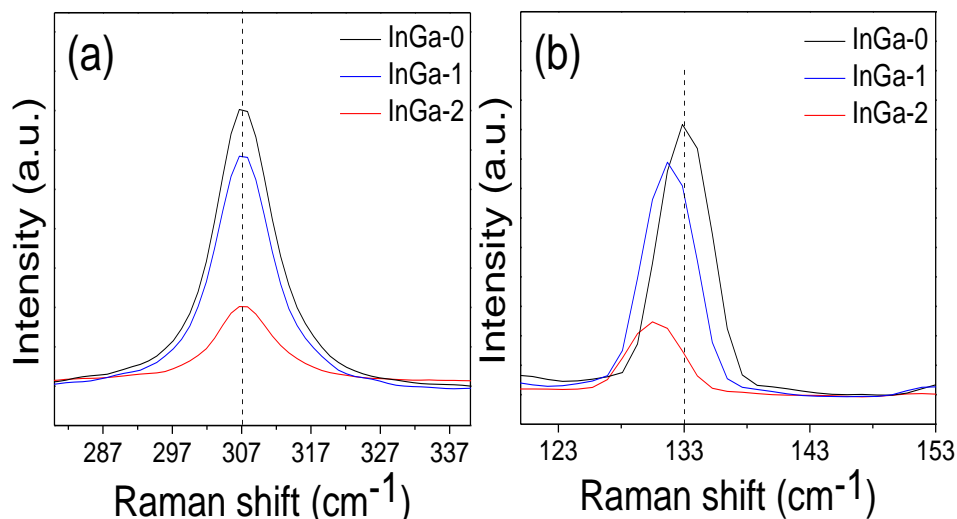 (a)
InGa-0
InGa-1
InGa-2
Intensity (a.u.)
287 297 307 317 327 337
Raman shift (cm⁻¹)
(b)
InGa-0
InGa-1
InGa-2
Intensity (a.u.)
123 133 143 153
Raman shift (cm⁻¹)